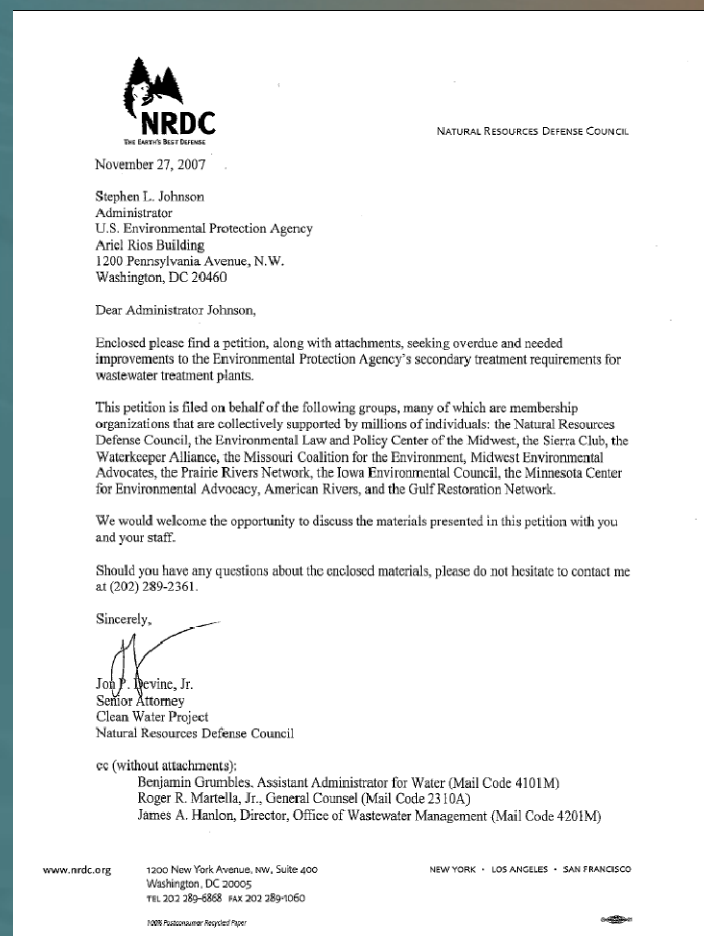 NRDC
THE EARTH'S BEST DEFENSE
NATURAL RESOURCES DEFENSE COUNCIL
November 27, 2007
Stephen L. Johnson
Administrator
U.S. Environmental Protection Agency
Ariel Rios Building
1200 Pennsylvania Avenue, N.W.
Washington, DC 20460
Dear Administrator Johnson,
Enclosed please find a petition, along with attachments, seeking overdue and needed
improvements to the Environmental Protection Agency's secondary treatment requirements for
wastewater treatment plants.
This petition is filed on behalf of the following groups, many of which are membership
organizations that are collectively supported by millions of individuals: the Natural Resources
Defense Council, the Environmental Law and Policy Center of the Midwest, the Sierra Club, the
Waterkeeper Alliance, the Missouri Coalition for the Environment, Midwest Environmental
Advocates, the Prairie Rivers Network, the Iowa Environmental Council, the Minnesota Center
for Environmental Advocacy, American Rivers, and the Gulf Restoration Network.
We would welcome the opportunity to discuss the materials presented in this petition with you
and your staff.
Should you have any questions about the enclosed materials, please do not hesitate to contact me
at (202) 289-2361.
Sincerely,
Jon P. Devine, Jr.
Senior Attorney
Clean Water Project
Natural Resources Defense Council
cc (without attachments):
Benjamin Grumbles, Assistant Administrator for Water (Mail Code 4101M)
Roger R. Martella, Jr., General Counsel (Mail Code 2310A)
James A. Hanlon, Director, Office of Wastewater Management (Mail Code 4201M)
www.nrdc.org
1200 New York Avenue, NW, Suite 400
Washington, DC 20005
TEL 202 289-6868 FAX 202 289-1060
NEW YORK • LOS ANGELES • SAN FRANCISCO
100% Postconsumer Recycled Paper